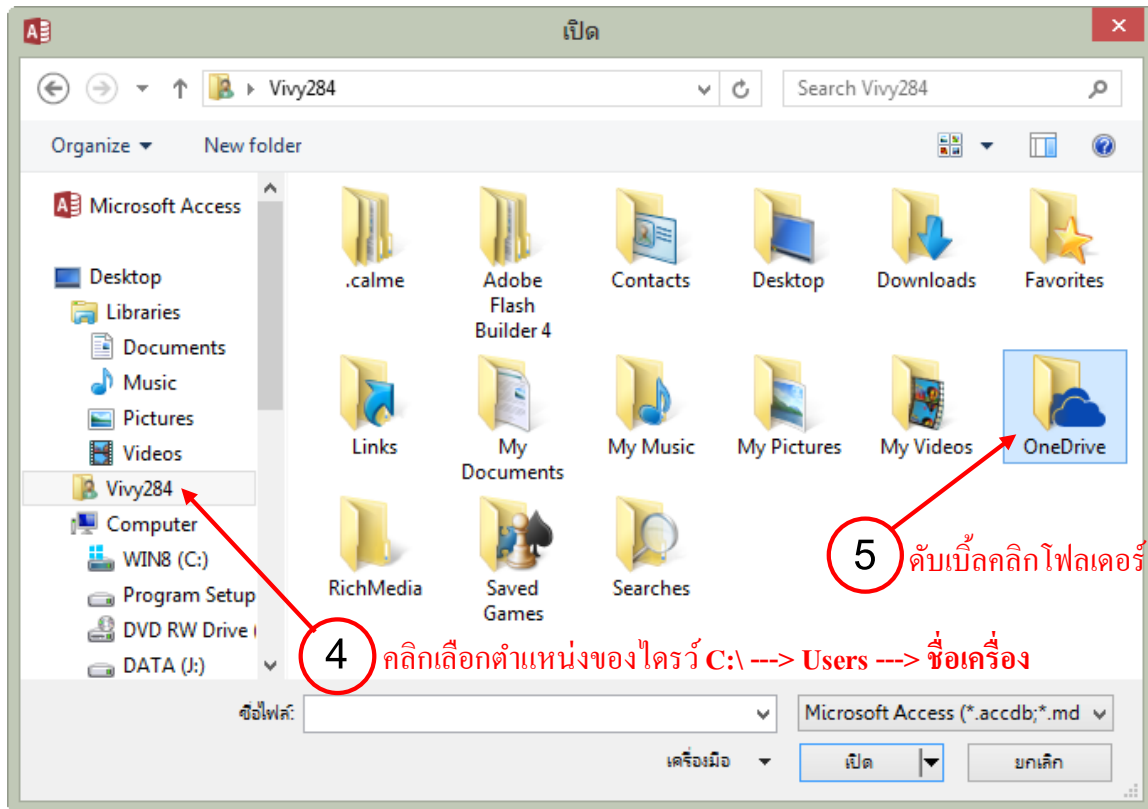 เปิด
Vivy284
Search Vivy284
Organize
New folder
Microsoft Access
Desktop
Libraries
Documents
Music
Pictures
Videos
Vivy284
Computer
WIN8 (C:)
Program Setup
DVD RW Drive (
DATA (J:)
.calme
Adobe
Flash
Builder 4
Contacts
Desktop
Downloads
Favorites
Links
My
Documents
My Music
My Pictures
My Videos
OneDrive
RichMedia
Saved
Games
Searches
5 ดับเบิ้ลคลิกโฟลเดอร์
4 คลิกเลือกตำแหน่งของไดรว์ C:\ ---> Users ---> ชื่อเครื่อง
ชื่อไฟล์:
Microsoft Access (*.accdb;*.md
เครื่องมือ
เปิด
ยกเลิก